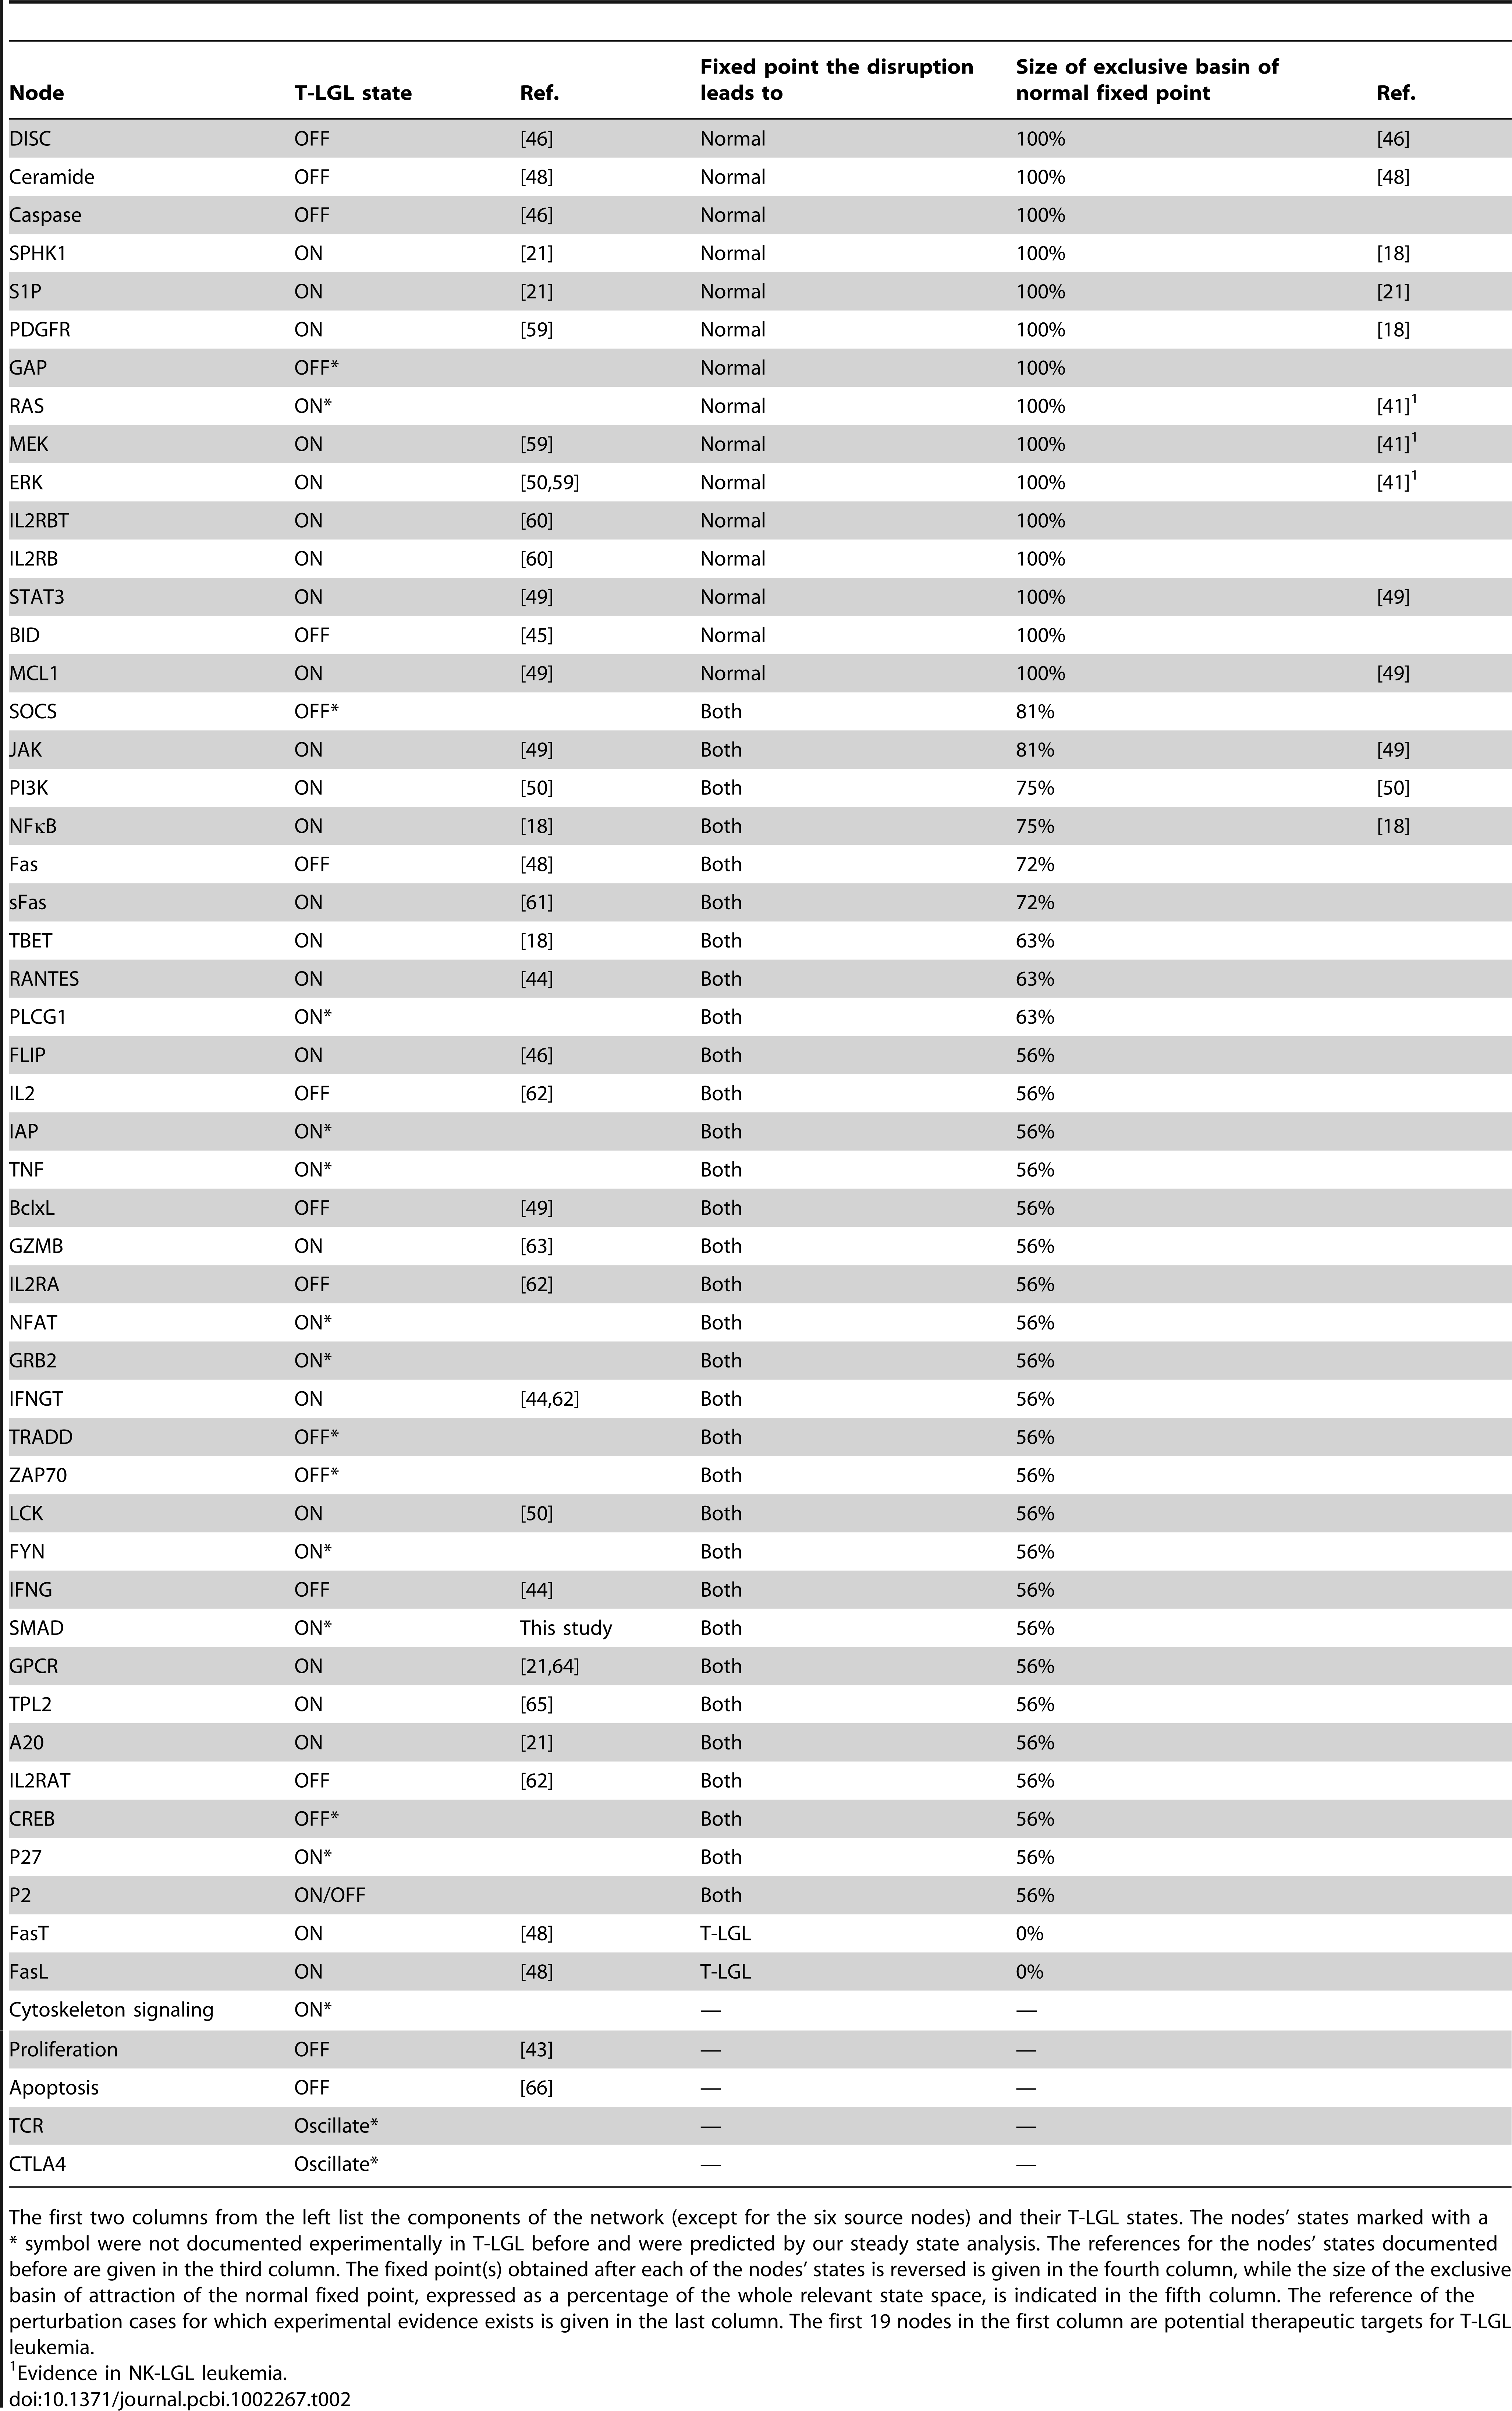 Node T-LGL state Ref. Fixed point the disruption leads to Size of exclusive basin of normal fixed point Ref.
DISC OFF [46] Normal 100% [46]
Ceramide OFF [48] Normal 100% [48]
Caspase OFF [46] Normal 100%
SPHK1 ON [21] Normal 100% [18]
S1P ON [21] Normal 100% [21]
PDGFR ON [59] Normal 100% [18]
GAP OFF* Normal 100%
RAS ON* Normal 100% [41]1
MEK ON [59] Normal 100% [41]1
ERK ON [50,59] Normal 100% [41]1
IL2RBT ON [60] Normal 100%
IL2RB ON [60] Normal 100%
STAT3 ON [49] Normal 100% [49]
BID OFF [45] Normal 100%
MCL1 ON [49] Normal 100% [49]
SOCS OFF* Both 81%
JAK ON [49] Both 81% [49]
PI3K ON [50] Both 75% [50]
NFκB ON [18] Both 75% [18]
Fas OFF [48] Both 72%
sFas ON [61] Both 72%
TBET ON [18] Both 63%
RANTES ON [44] Both 63%
PLCG1 ON* Both 63%
FLIP ON [46] Both 56%
IL2 OFF [62] Both 56%
IAP ON* Both 56%
TNF ON* Both 56%
BclxL OFF [49] Both 56%
GZMB ON [63] Both 56%
IL2RA OFF [62] Both 56%
NFAT ON* Both 56%
GRB2 ON* Both 56%
IFNGT ON [44,62] Both 56%
TRADD OFF* Both 56%
ZAP70 OFF* Both 56%
LCK ON [50] Both 56%
FYN ON* Both 56%
IFNG OFF [44] Both 56%
SMAD ON* This study Both 56%
GPCR ON [21,64] Both 56%
TPL2 ON [65] Both 56%
A20 ON [21] Both 56%
IL2RAT OFF [62] Both 56%
CREB OFF* Both 56%
P27 ON* Both 56%
P2 ON/OFF Both 56%
FasT ON [48] T-LGL 0%
FasL ON [48] T-LGL 0%
Cytoskeleton signaling ON* — —
Proliferation OFF [43] — —
Apoptosis OFF [66] — —
TCR Oscillate* — —
CTLA4 Oscillate* — —
The first two columns from the left list the components of the network (except for the six source nodes) and their T-LGL states. The nodes' states marked with a
* symbol were not documented experimentally in T-LGL before and were predicted by our steady state analysis. The references for the nodes' states documented
before are given in the third column. The fixed point(s) obtained after each of the nodes' states is reversed is given in the fourth column, while the size of the exclusive
basin of attraction of the normal fixed point, expressed as a percentage of the whole relevant state space, is indicated in the fifth column. The reference of the
perturbation cases for which experimental evidence exists is given in the last column. The first 19 nodes in the first column are potential therapeutic targets for T-LGL
leukemia.
1Evidence in NK-LGL leukemia.
doi:10.1371/journal.pcbi.1002267.t002